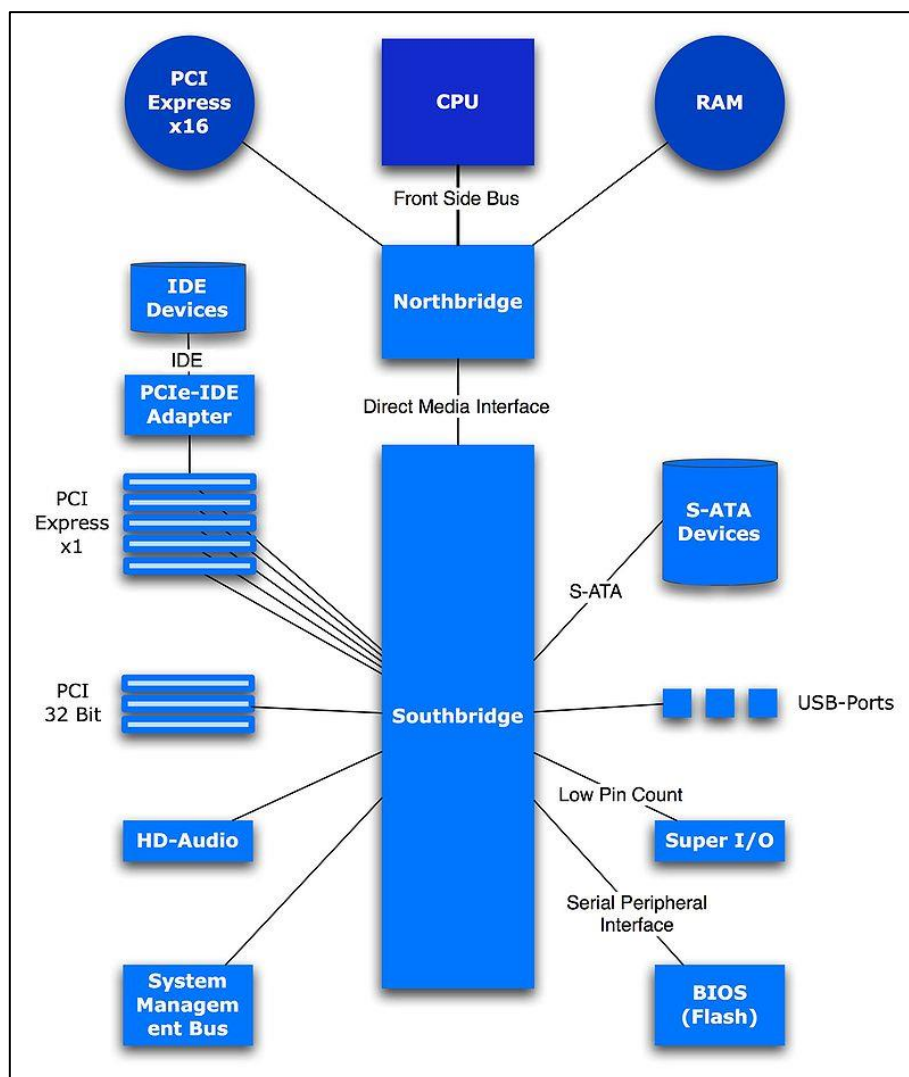 PCI
Express
x16
CPU
RAM
Front Side Bus
IDE
Devices
Northbridge
IDE
PCIe-IDE
Adapter
Direct Media Interface
PCI
Express
x1
S-ATA
Devices
S-ATA
PCI
32 Bit
Southbridge
USB-Ports
Low Pin Count
HD-Audio
Super I/O
Serial Peripheral
Interface
System
Managem
ent Bus
BIOS
(Flash)